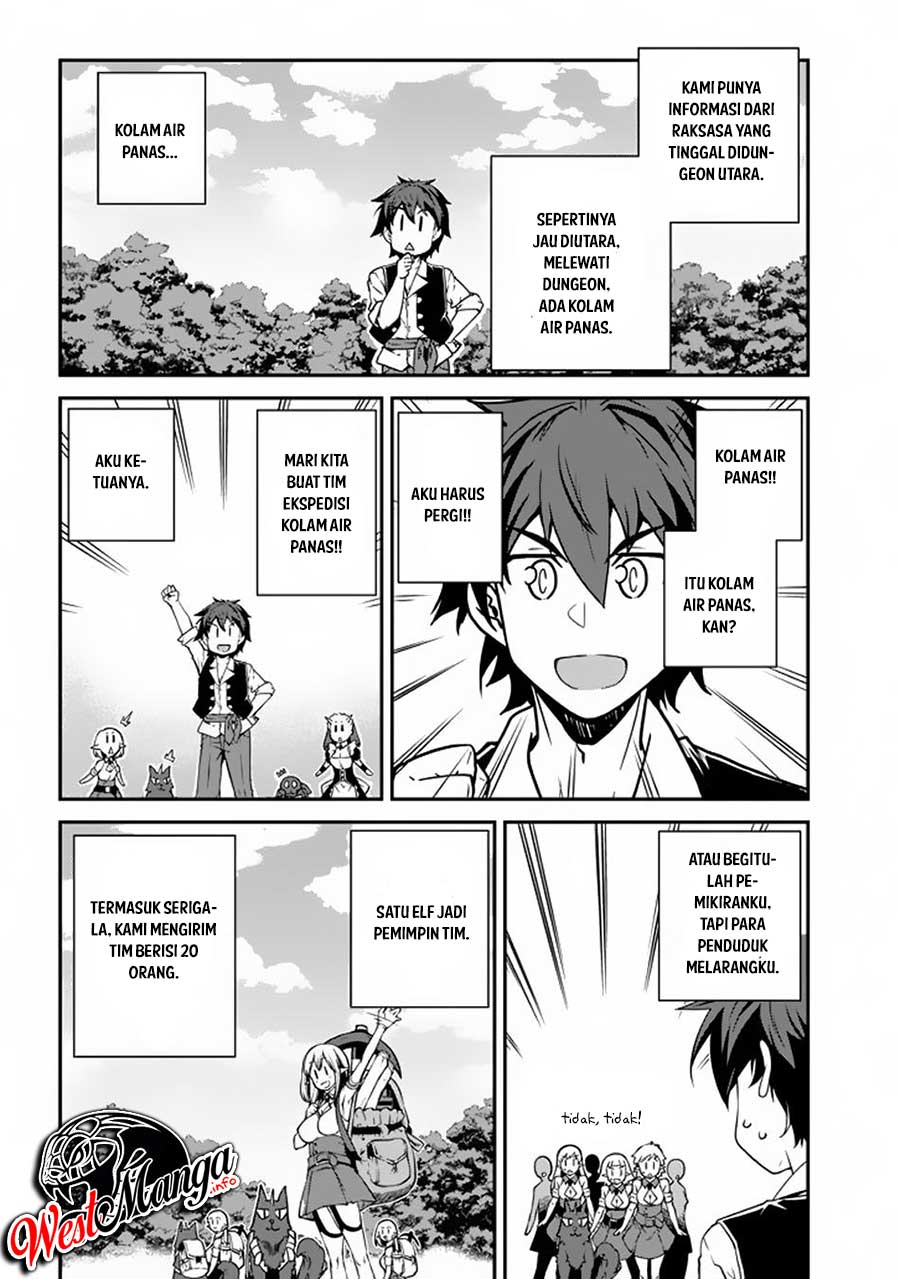 KAMI PUNYA
INFORMASI DARI
RAKSASA YANG
TINGGAL DIDUN-
GEON UTARA.
SEPERTINYA
JAU DIUTARA,
MELEWATI
DUNGEON,
ADA KOLAM
AIR PANAS.
KOLAM AIR
PANAS...
KOLAM AIR
PANAS!!
ITU KOLAM
AIR PANAS,
KAN?
AKU HARUS
PERGI!!
MARI KITA
BUAT TIM
EKSPEDISI
KOLAM AIR
PANAS!!
AKU KE-
TUANYA.
ATAU BEGITU-
LAH PE-
MIKIRANKU,
TAPI PARA
PENDUDUK
MELARANGKU.
tidak, tidak!
SATU ELF JADI
PEMIMPIN TIM.
TERMASUK SERIGA-
LA, KAMI MENGIRIM
TIM BERISI 20
ORANG.
WestManga.info